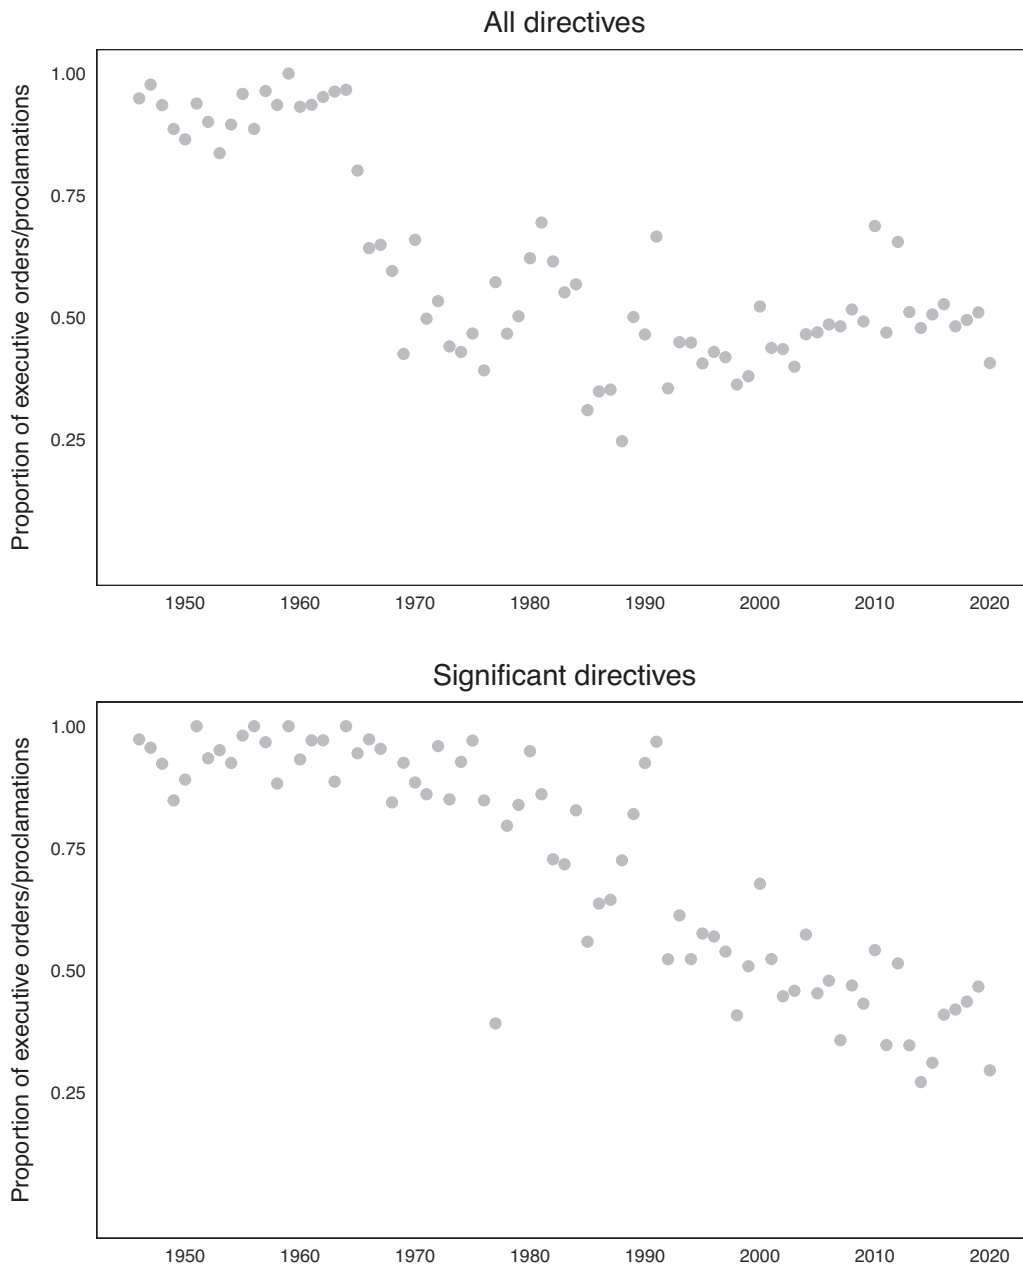 All directives
Proportion of executive orders/proclamations
1.00
0.75
0.50
0.25
1950 1960 1970 1980 1990 2000 2010 2020
Significant directives
Proportion of executive orders/proclamations
1.00
0.75
0.50
0.25
1950 1960 1970 1980 1990 2000 2010 2020